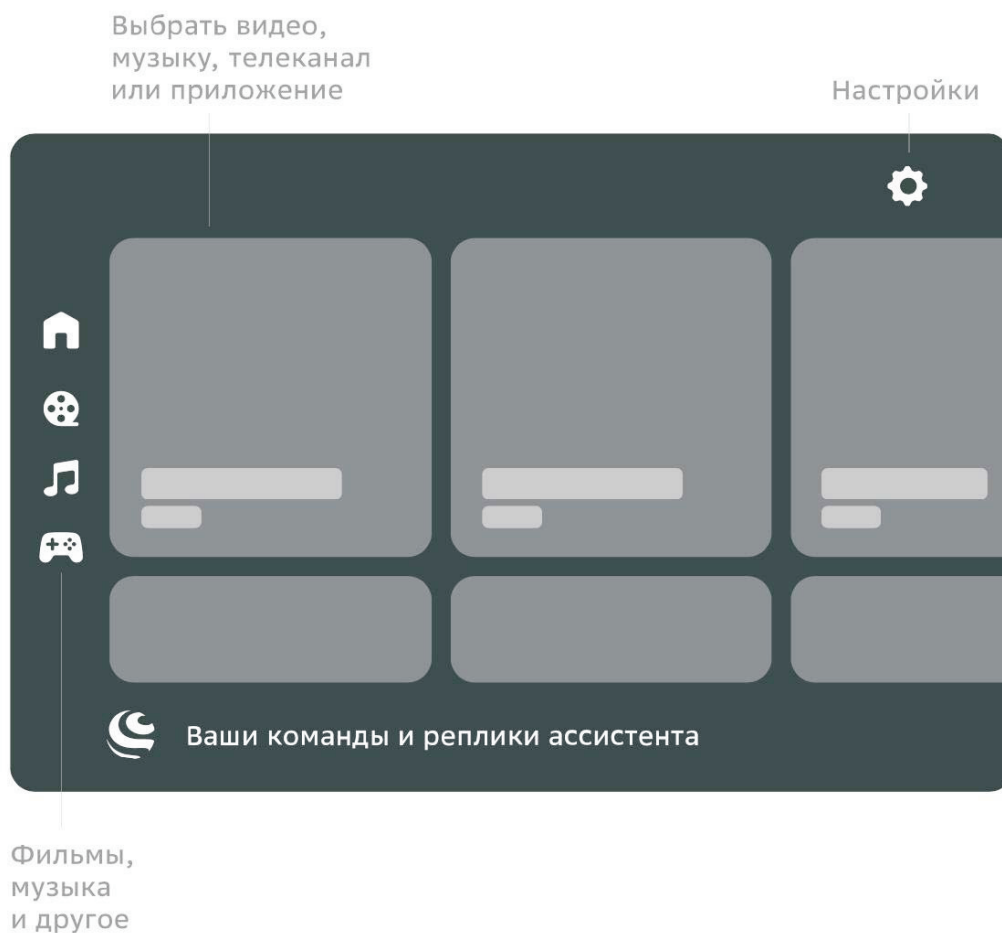 Выбрать видео,
музыку, телеканал
или приложение
Настройки
Ваши команды и реплики ассистента
Фильмы,
музыка
и другое